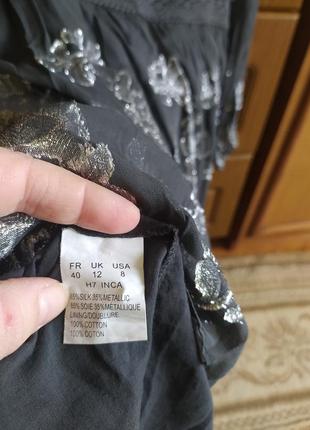 FR UK USA
40 12 8
H7 INCA
65%SILK 35%METALLIC
65% SOIE 35%METALLIQUE
LINING/DOUBLURE
100% COTTON
100% COTON